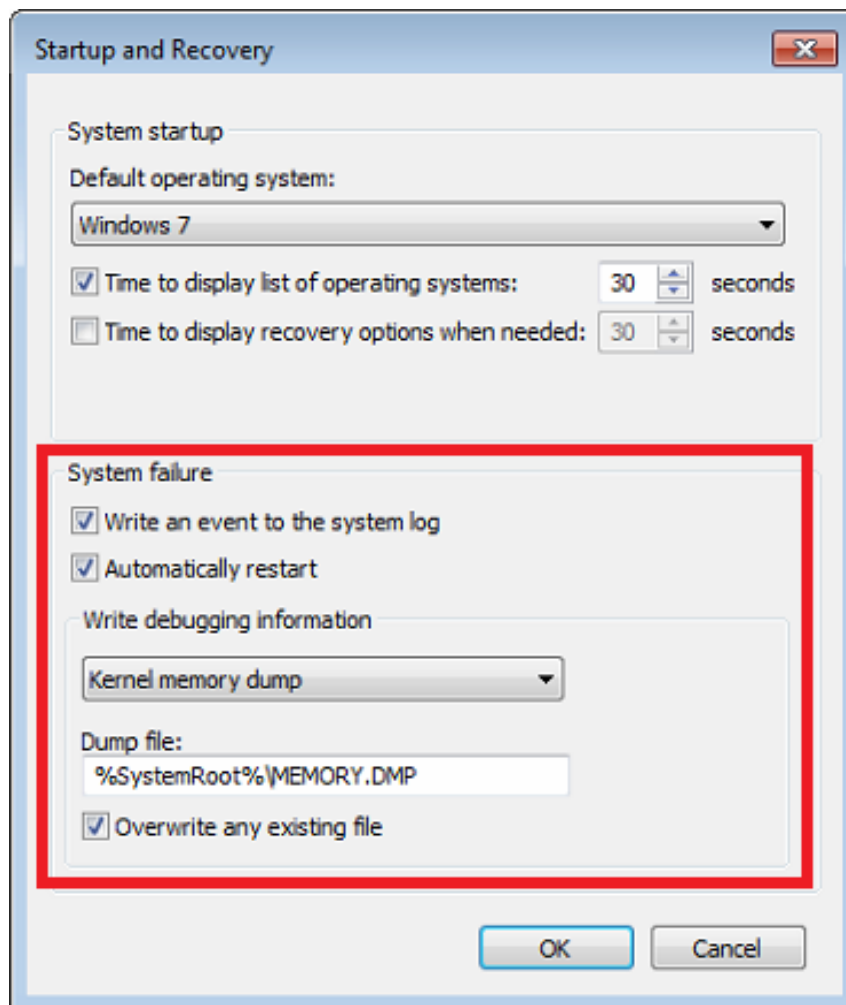 Startup and Recovery
System startup
Default operating system:
Windows 7
Time to display list of operating systems: 30 seconds
Time to display recovery options when needed: 30 seconds
System failure
Write an event to the system log
Automatically restart
Write debugging information
Kernel memory dump
Dump file:
%SystemRoot%\MEMORY.DMP
Overwrite any existing file
OK Cancel